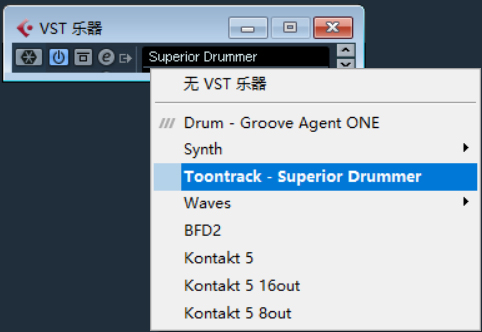 VST 乐器
Superior Drummer
无 VST 乐器
Drum - Groove Agent ONE
Synth
Toontrack - Superior Drummer
Waves
BFD2
Kontakt 5
Kontakt 5 16out
Kontakt 5 8out